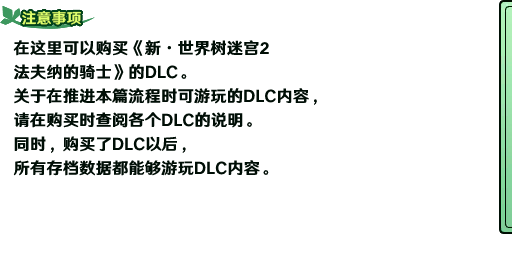 注意事项
在这里可以购买《新·世界树迷宫2
法夫纳的骑士》的DLC。
关于在推进本篇流程时可游玩的DLC内容，
请在购买时查阅各个DLC的说明。
同时，购买了DLC以后，
所有存档数据都能够游玩DLC内容。